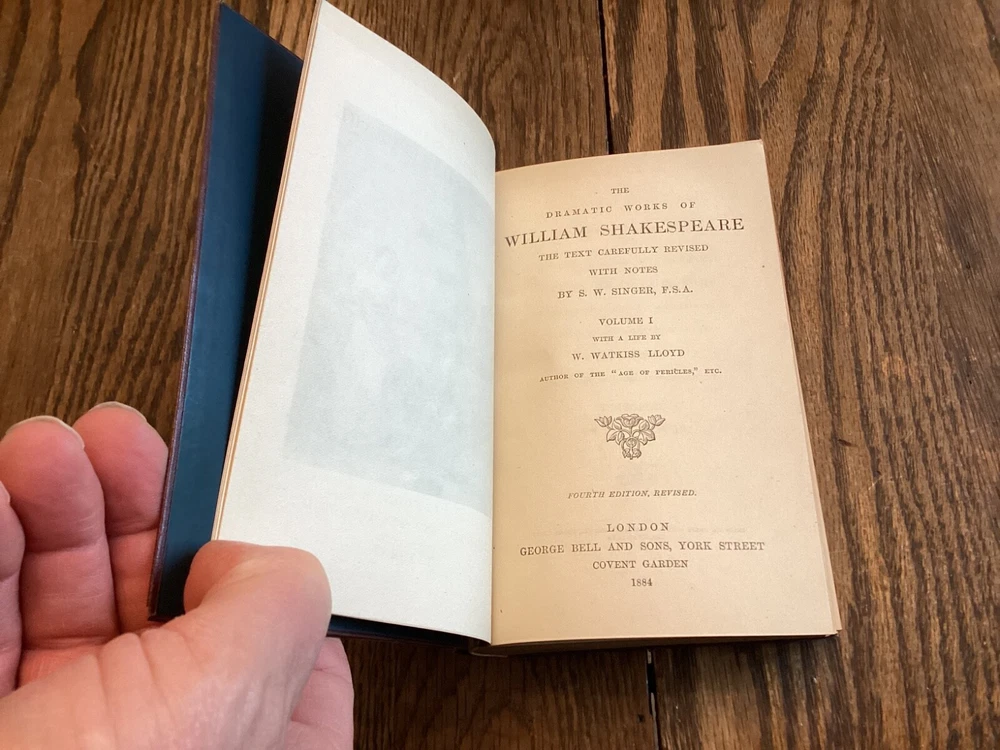 THE
DRAMATIC WORKS OF
WILLIAM SHAKESPEARE
THE TEXT CAREFULLY REVISED
WITH NOTES
BY S. W. SINGER, F.S.A.
VOLUME I
WITH A LIFE BY
W. WATKISS LLOYD
AUTHOR OF THE "AGE OF PERICLES," ETC.
FOURTH EDITION, REVISED.
LONDON
GEORGE BELL AND SONS, YORK STREET
COVENT GARDEN
1884